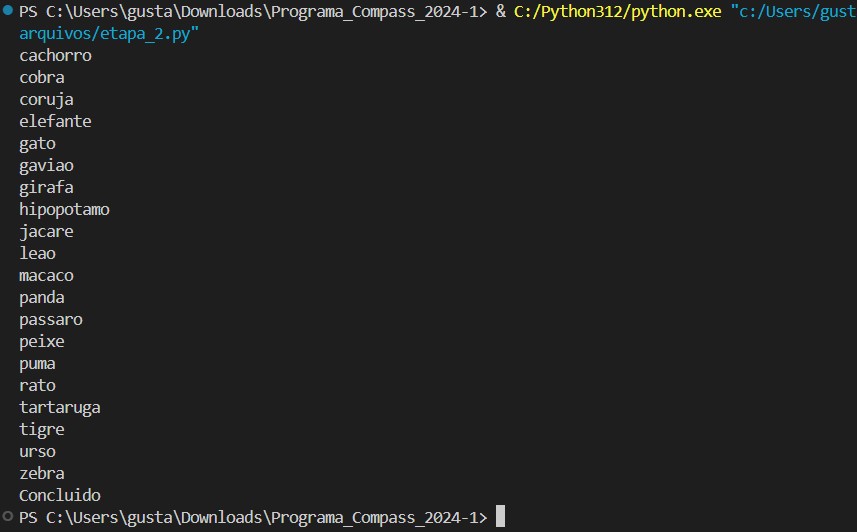 PS C:\Users\gusta\Downloads\Programa_Compass_2024-1> & C:/Python312/python.exe "c:/Users/gust
arquivos/etapa_2.py"
cachorro
cobra
coruja
elefante
gato
gaviao
girafa
hipopotamo
jacare
leao
macaco
panda
passaro
peixe
puma
rato
tartaruga
tigre
urso
zebra
Concluido
PS C:\Users\gusta\Downloads\Programa_Compass_2024-1>